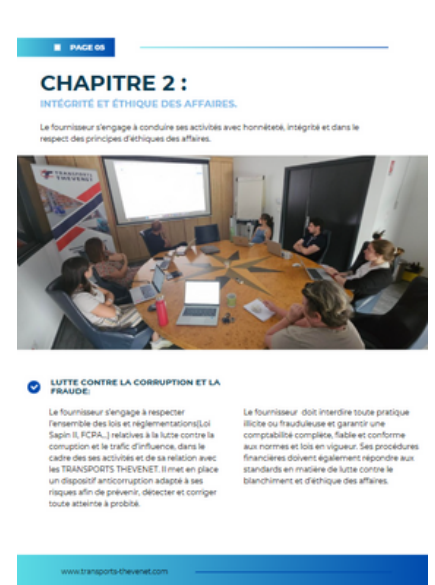 PAGE 05
CHAPITRE 2 :
INTÉGRITÉ ET ÉTHIQUE DES AFFAIRES.
Le fournisseur s'engage à conduire ses activités avec honnêteté, intégrité et dans le
respect des principes d'éthiques des affaires.
TRANSPORTS
THEVENET
LUTTE CONTRE LA CORRUPTION ET LA
FRAUDE:
Le fournisseur s'engage à respecter
l'ensemble des lois et réglementations(Loi
Sapin II, FCPA...) relatives à la lutte contre la
corruption et le trafic d'influence, dans le
cadre des ses activités et de sa relation avec
les TRANSPORTS THEVENET. Il met en place
un dispositif anticorruption adapté à ses
risques afin de prévenir, détecter et corriger
toute atteinte à probité.
Le fournisseur doit interdire toute pratique
illicite ou frauduleuse et garantir une
comptabilité complète, fiable et conforme
aux normes et lois en vigueur. Ses procédures
financières doivent également répondre aux
standards en matière de lutte contre le
blanchiment et d'éthique des affaires.
www.transports-thevenet.com